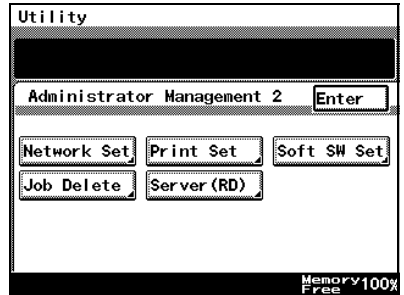 Utility
Administrator Management 2 Enter
Network Set Print Set Soft SW Set
Job Delete Server(RD)
Memory Free 100%